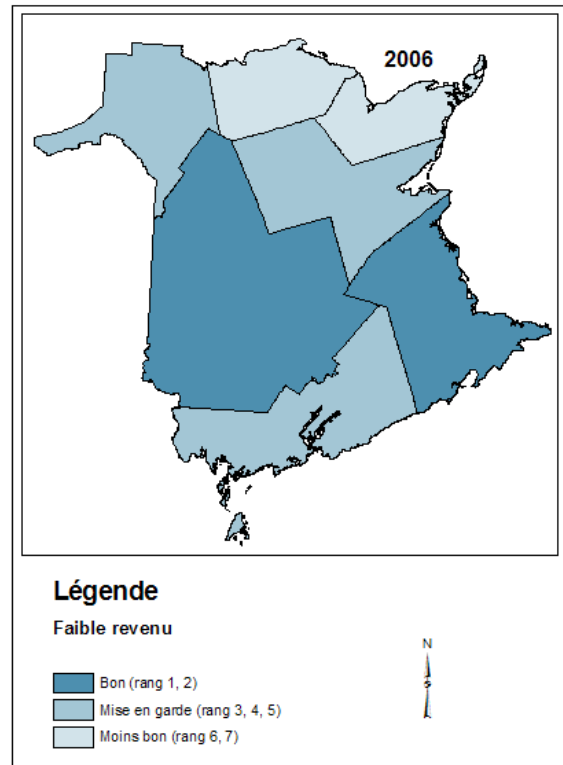 2006
Légende
Faible revenu
N
S
Bon (rang 1, 2)
Mise en garde (rang 3, 4, 5)
Moins bon (rang 6, 7)